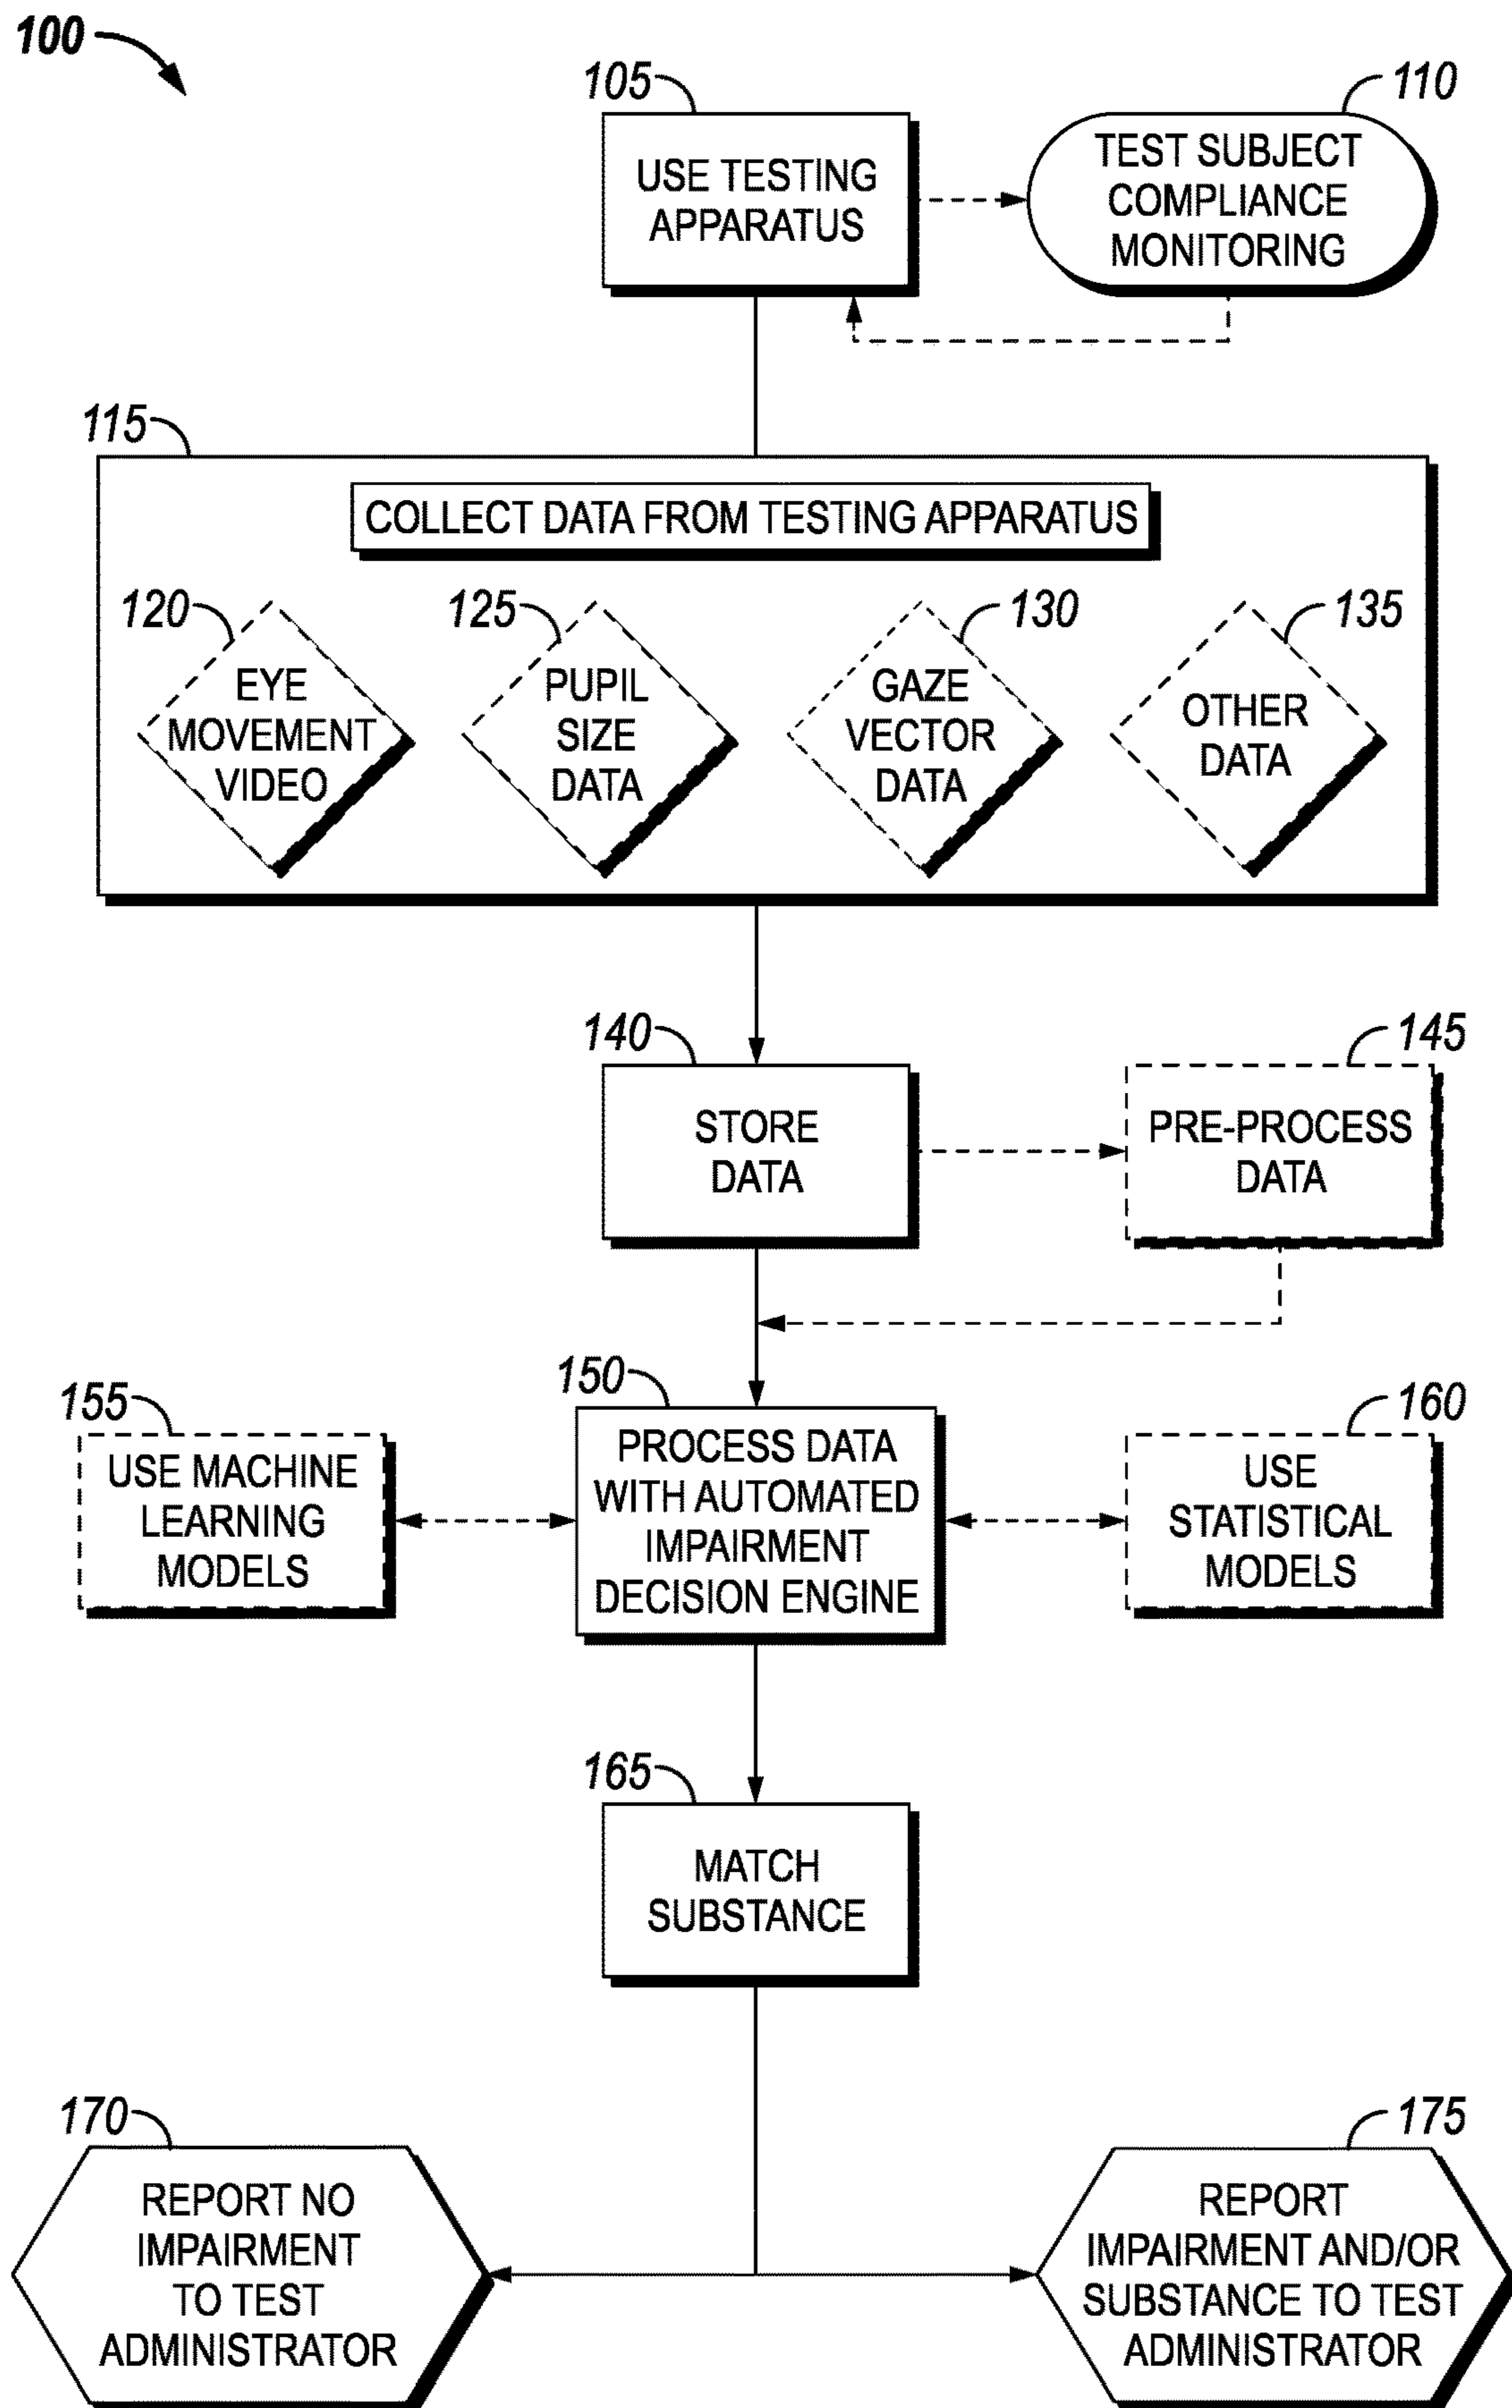 100
105
USE TESTING
APPARATUS
110
TEST SUBJECT
COMPLIANCE
MONITORING
115
COLLECT DATA FROM TESTING APPARATUS
120
EYE
MOVEMENT
VIDEO
125
PUPIL
SIZE
DATA
130
GAZE
VECTOR
DATA
135
OTHER
DATA
140
STORE
DATA
145
PRE-PROCESS
DATA
155
USE MACHINE
LEARNING
MODELS
150
PROCESS DATA
WITH AUTOMATED
IMPAIRMENT
DECISION ENGINE
160
USE
STATISTICAL
MODELS
165
MATCH
SUBSTANCE
170
REPORT NO
IMPAIRMENT
TO TEST
ADMINISTRATOR
175
REPORT
IMPAIRMENT AND/OR
SUBSTANCE TO TEST
ADMINISTRATOR